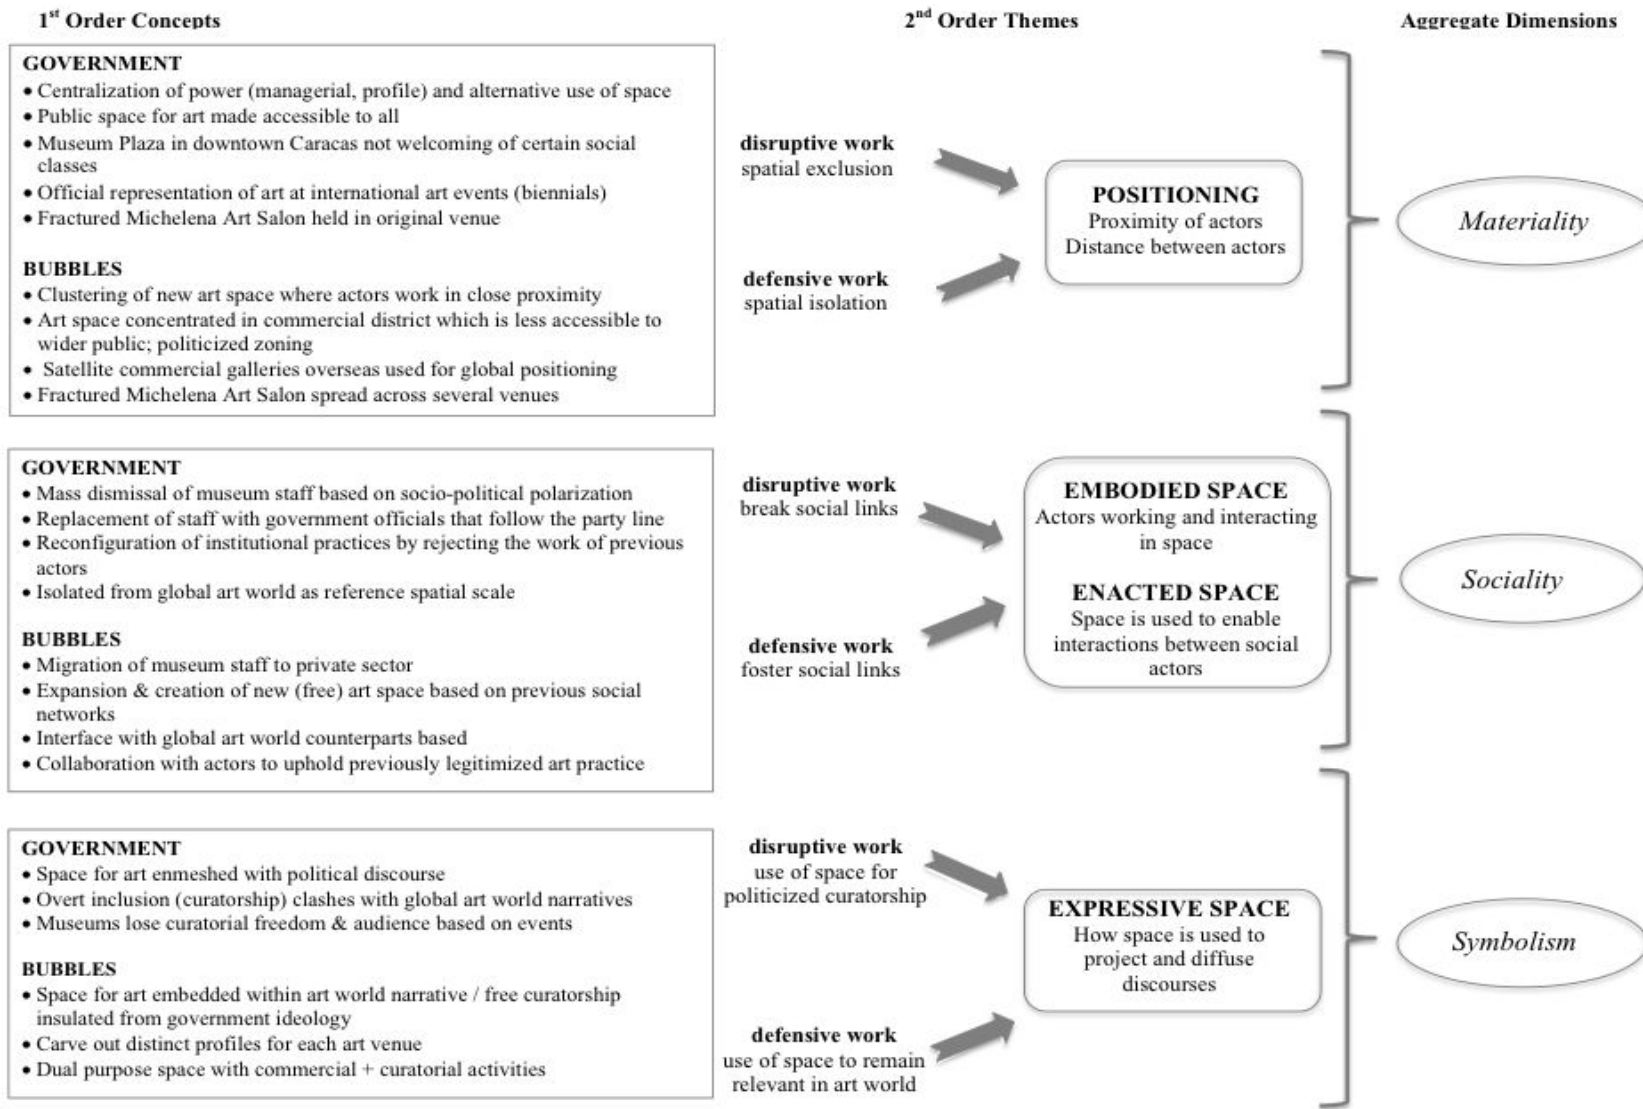 1st Order Concepts
2nd Order Themes
Aggregate Dimensions
GOVERNMENT
• Centralization of power (managerial, profile) and alternative use of space
• Public space for art made accessible to all
• Museum Plaza in downtown Caracas not welcoming of certain social
classes
• Official representation of art at international art events (biennials)
• Fractured Michelena Art Salon held in original venue
BUBBLES
• Clustering of new art space where actors work in close proximity
• Art space concentrated in commercial district which is less accessible to
wider public; politicized zoning
• Satellite commercial galleries overseas used for global positioning
• Fractured Michelena Art Salon spread across several venues
disruptive work
spatial exclusion
defensive work
spatial isolation
POSITIONING
Proximity of actors
Distance between actors
Materiality
GOVERNMENT
• Mass dismissal of museum staff based on socio-political polarization
• Replacement of staff with government officials that follow the party line
• Reconfiguration of institutional practices by rejecting the work of previous
actors
• Isolated from global art world as reference spatial scale
BUBBLES
• Migration of museum staff to private sector
• Expansion & creation of new (free) art space based on previous social
networks
• Interface with global art world counterparts based
• Collaboration with actors to uphold previously legitimized art practice
disruptive work
break social links
defensive work
foster social links
EMBODIED SPACE
Actors working and interacting
in space
ENACTED SPACE
Space is used to enable
interactions between social
actors
Sociality
GOVERNMENT
• Space for art enmeshed with political discourse
• Overt inclusion (curatorship) clashes with global art world narratives
• Museums lose curatorial freedom & audience based on events
BUBBLES
• Space for art embedded within art world narrative / free curatorship
insulated from government ideology
• Carve out distinct profiles for each art venue
• Dual purpose space with commercial + curatorial activities
disruptive work
use of space for
politicized curatorship
defensive work
use of space to remain
relevant in art world
EXPRESSIVE SPACE
How space is used to
project and diffuse
discourses
Symbolism